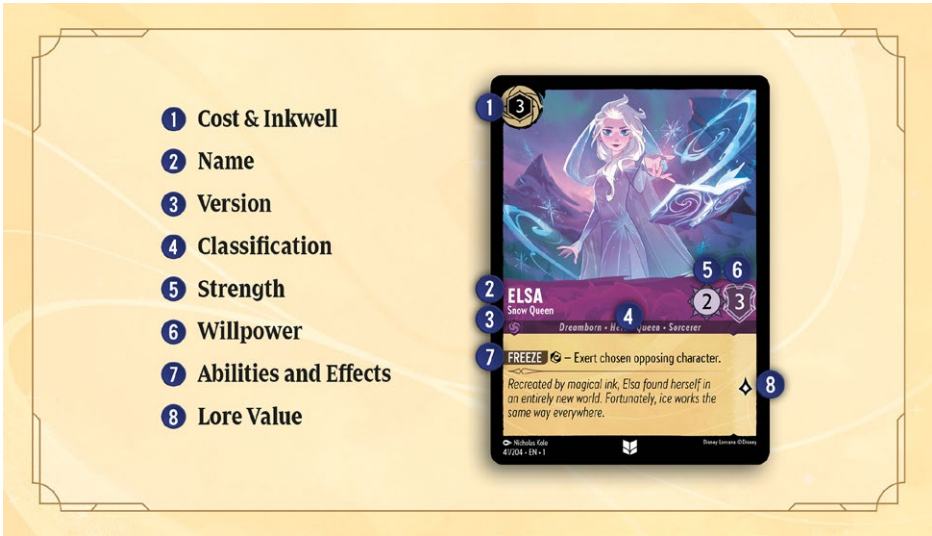 1 Cost & Inkwell
2 Name
3 Version
4 Classification
5 Strength
6 Willpower
7 Abilities and Effects
8 Lore Value
1 3
5 6
2 ELSA 2 3
Snow Queen
3 4
Dreamborn • Queen • Sorcerer
7 FREEZE – Exert chosen opposing character.
Recreated by magical ink, Elsa found herself in
8
an entirely new world. Fortunately, ice works the
same way everywhere.
Nicholas Kole
41/204 • EN • 1
Disney Lorcana ©Disney